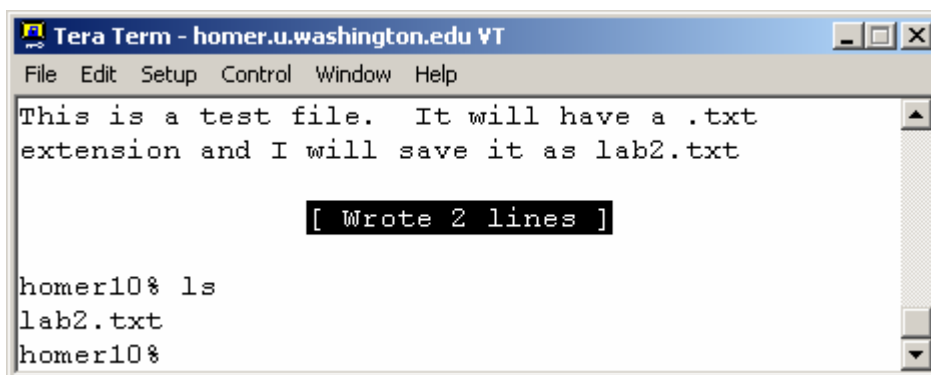 Tera Term - homer.u.washington.edu VT
File Edit Setup Control Window Help
This is a test file.  It will have a .txt
extension and I will save it as lab2.txt
[ Wrote 2 lines ]
homer10% ls
lab2.txt
homer10%